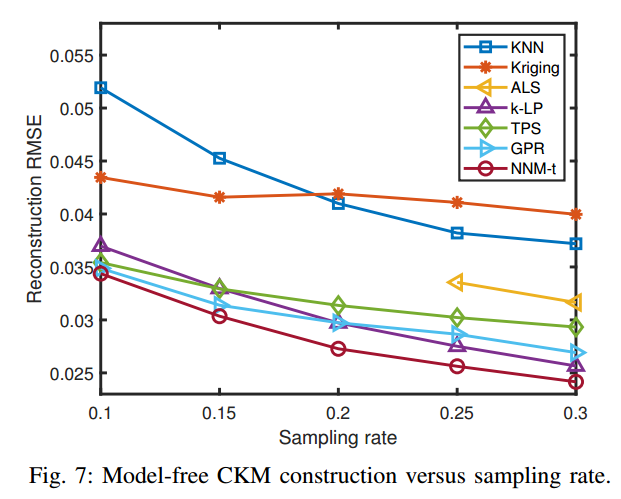 0.055
0.05
0.045
0.04
0.035
0.03
0.025
Reconstruction RMSE
KNN
Kriging
ALS
k-LP
TPS
GPR
NNM-t
0.1 0.15 0.2 0.25 0.3
Sampling rate
Fig. 7: Model-free CKM construction versus sampling rate.